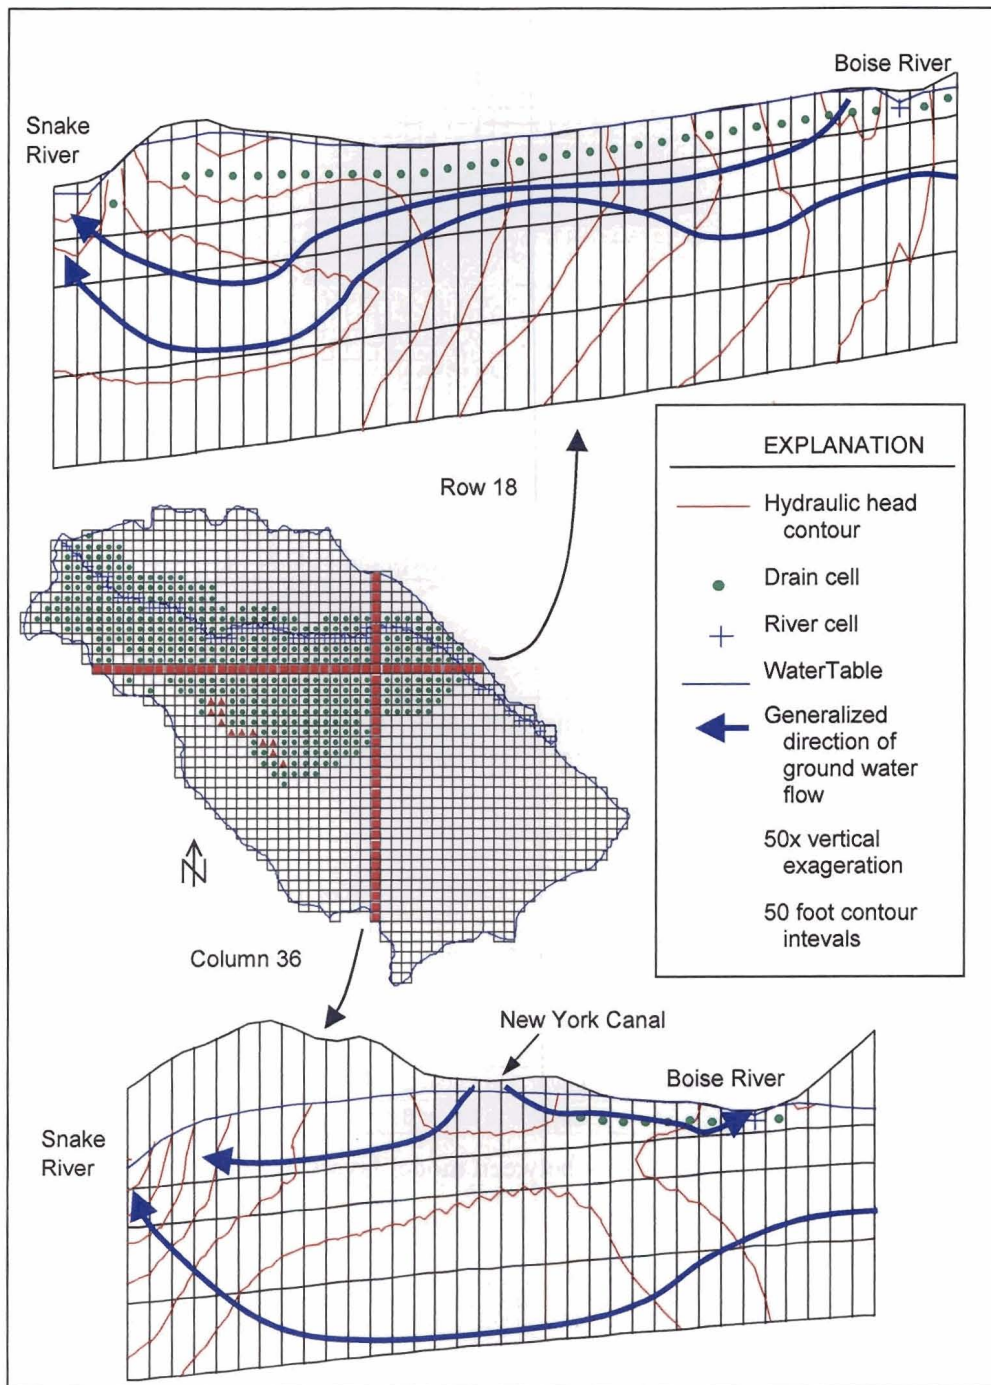 Boise River
Snake
River
Row 18
EXPLANATION
Hydraulic head
contour
Drain cell
River cell
WaterTable
Generalized
direction of
ground water
flow
50x vertical
exageration
50 foot contour
intevals
N
Column 36
New York Canal
Boise River
Snake
River